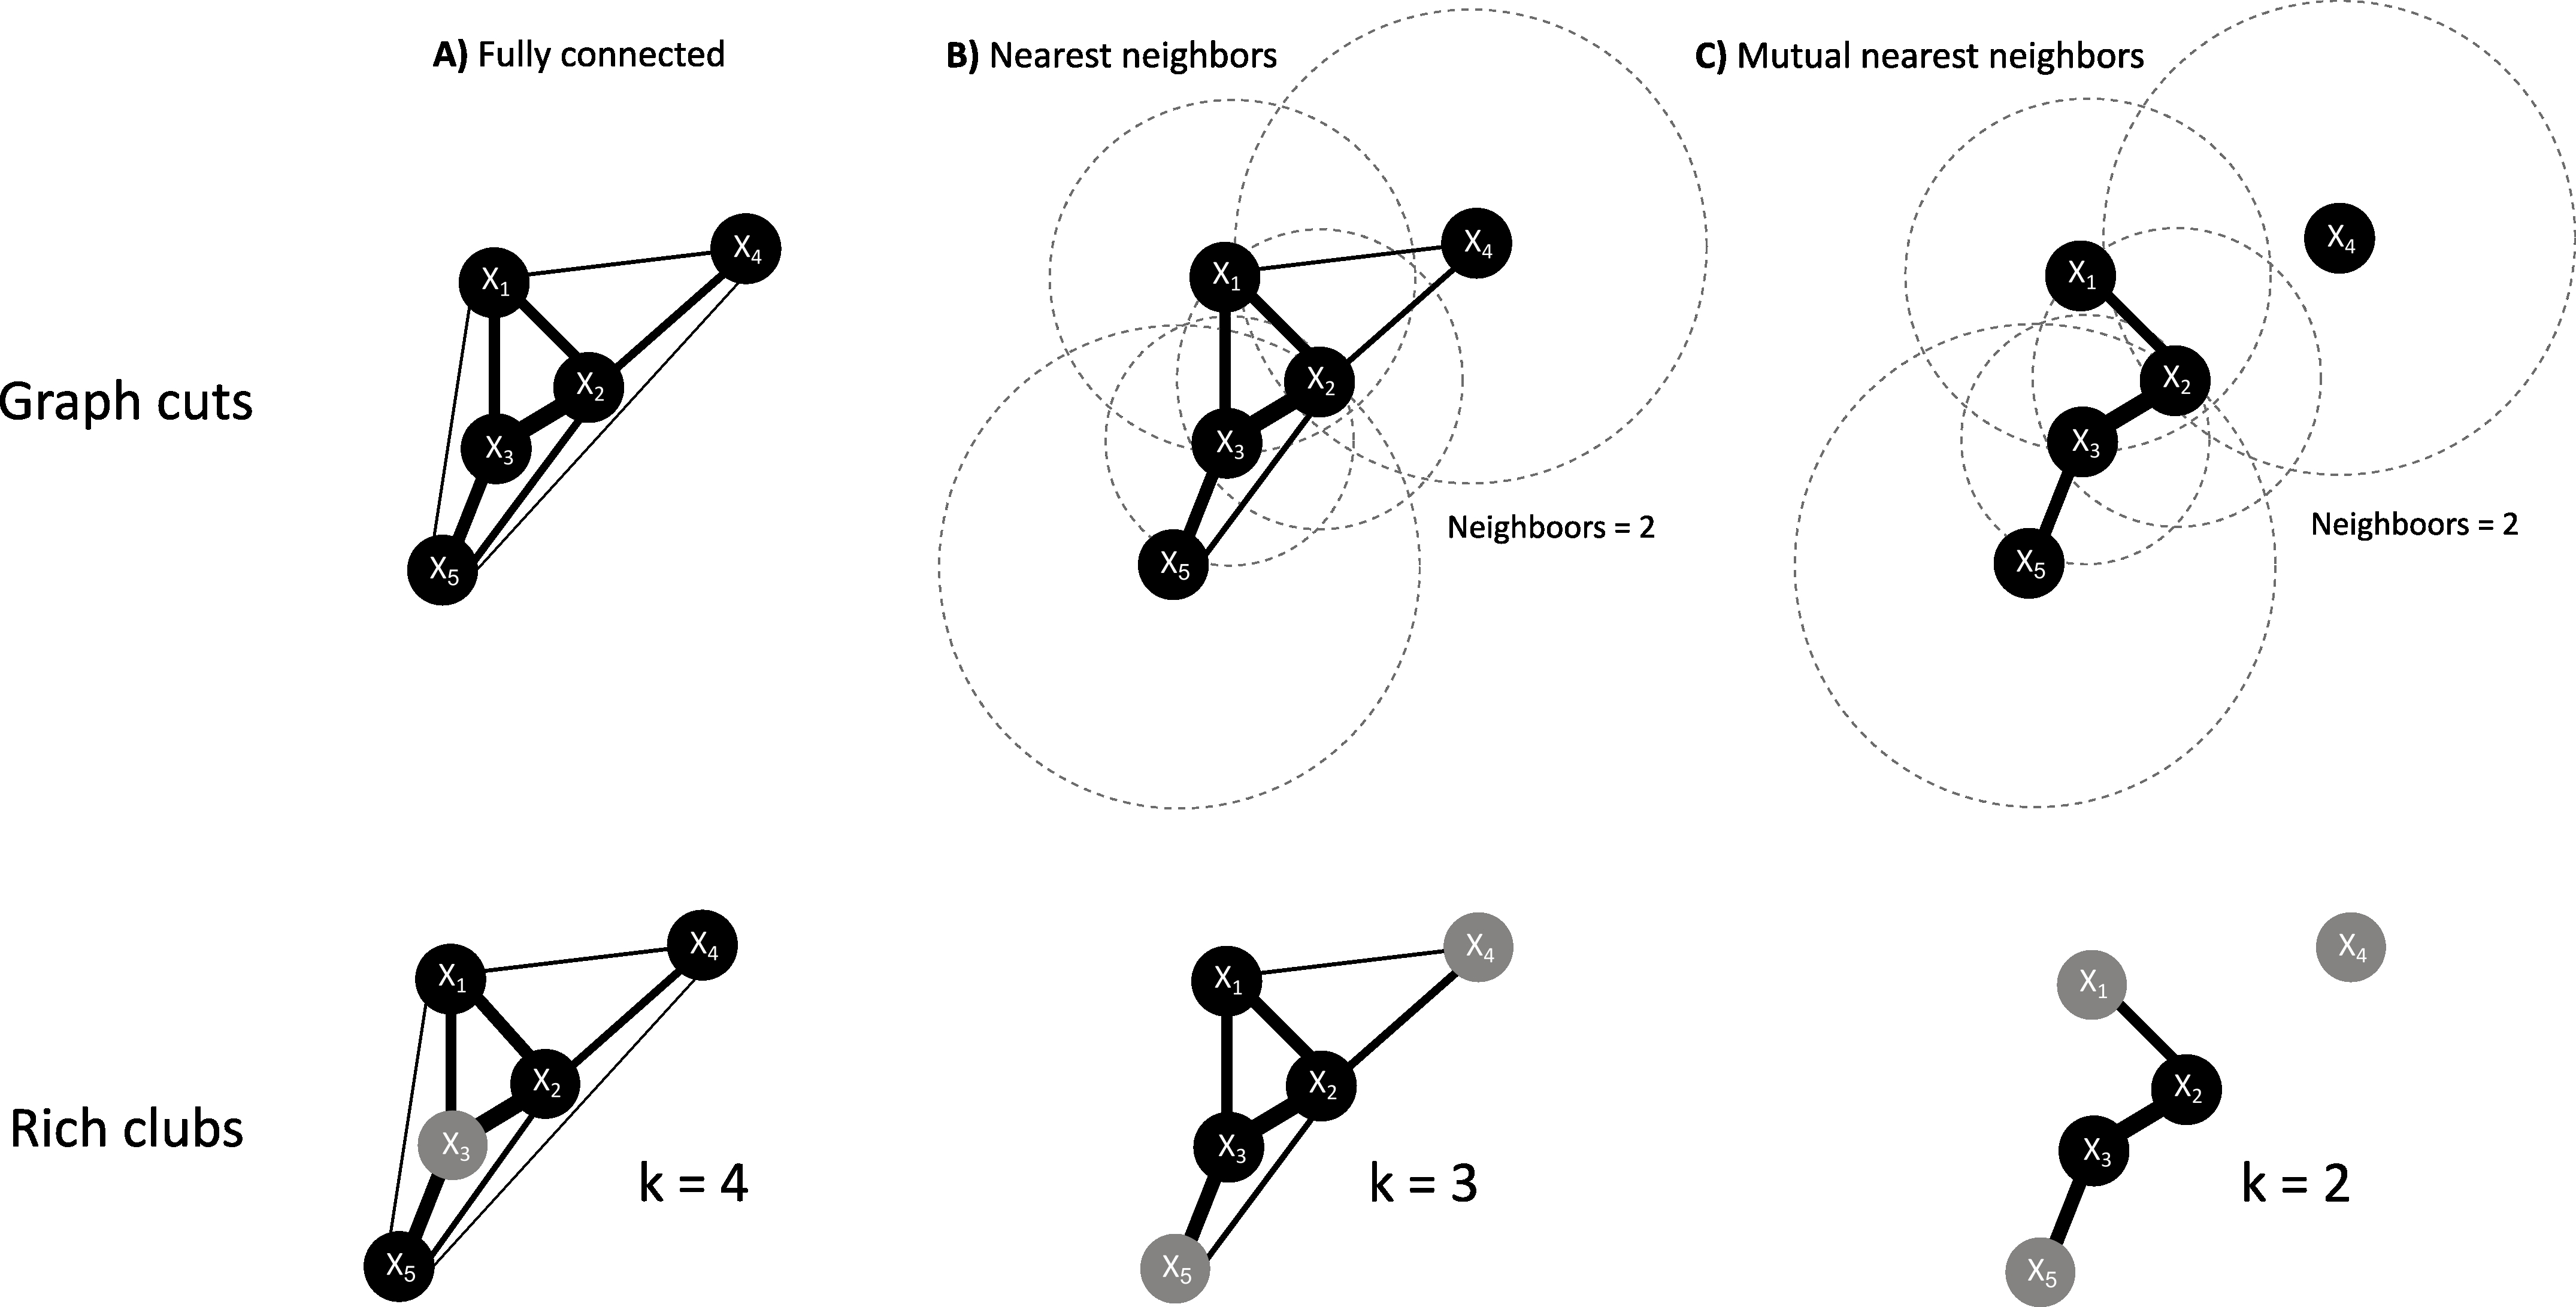 A) Fully connected
B) Nearest neighbors
C) Mutual nearest neighbors
Graph cuts
X1
X2
X3
X4
X5
X1
X2
X3
X4
X5
Neighboors = 2
X1
X2
X3
X4
X5
Neighboors = 2
Rich clubs
X1
X2
X3
X4
X5
k = 4
X1
X2
X3
X4
X5
k = 3
X1
X2
X3
X4
X5
k = 2